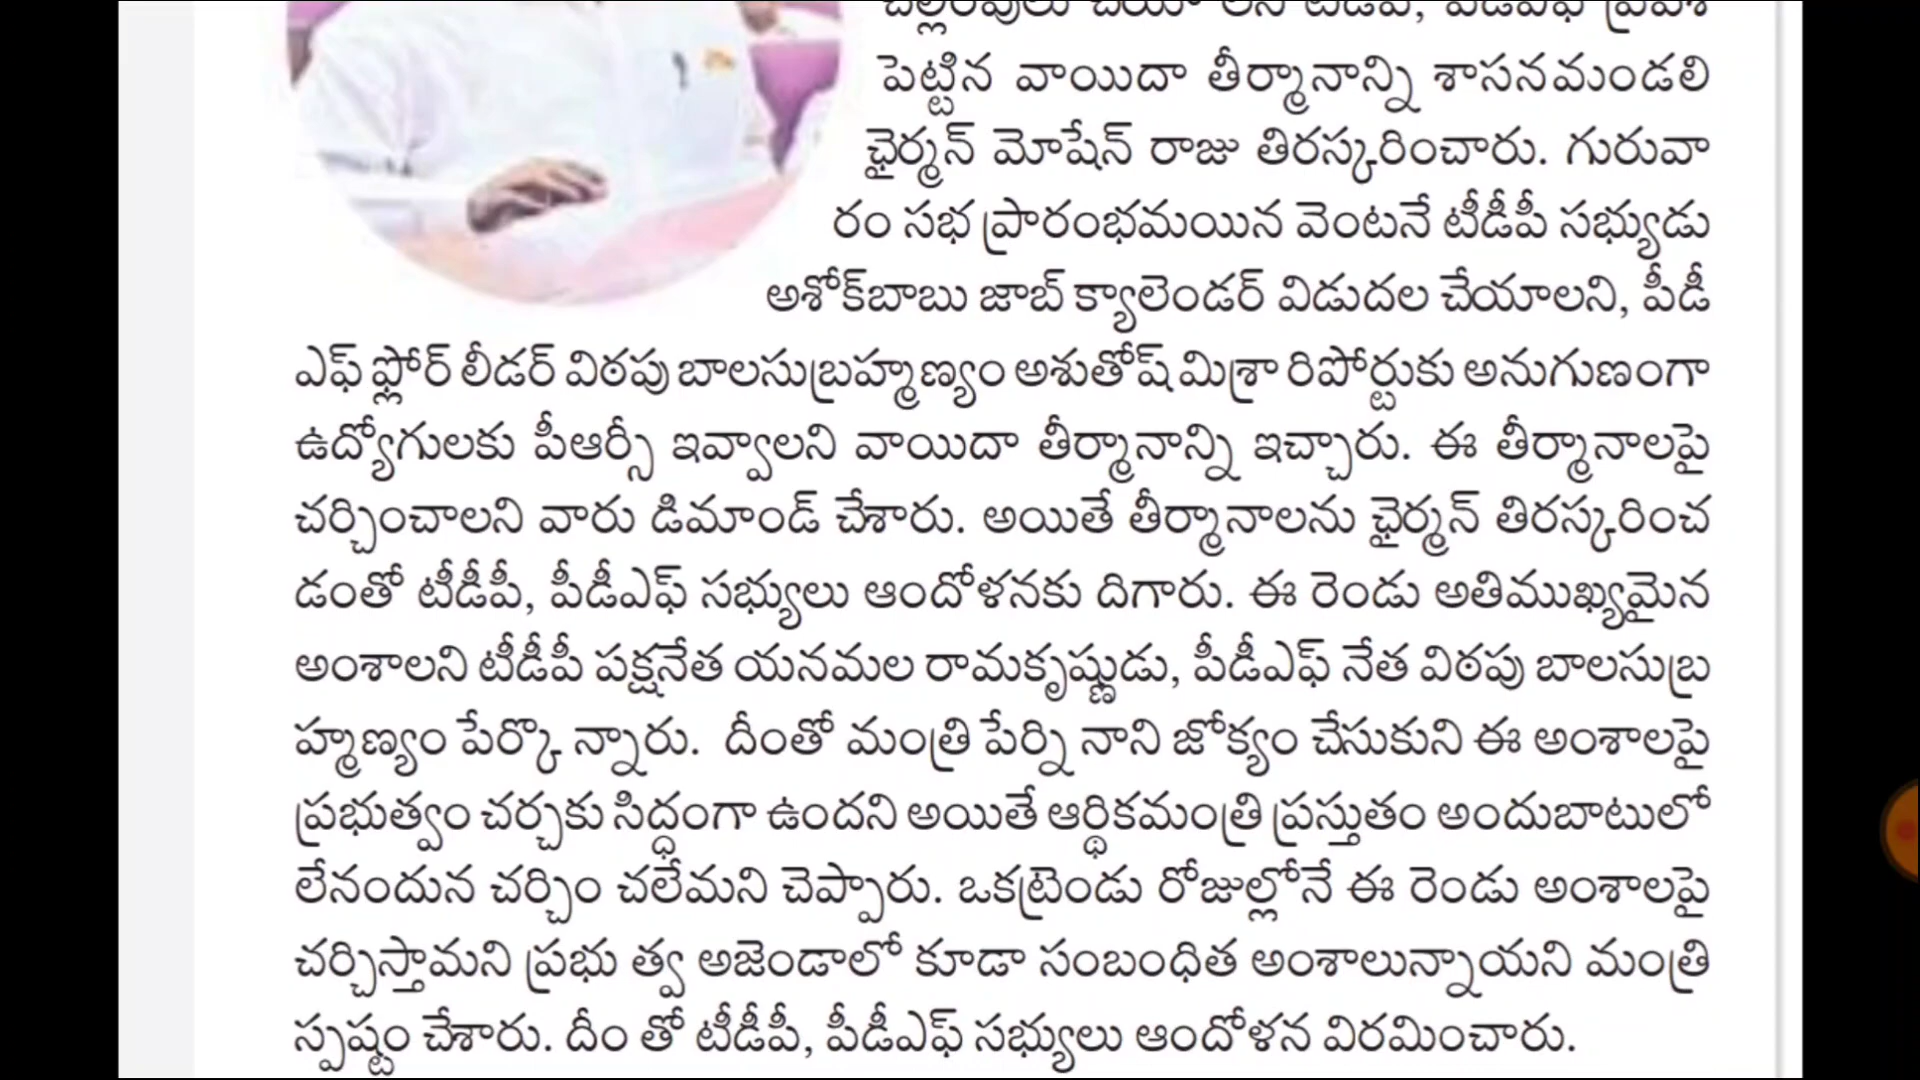 పెట్టిన వాయిదా తీర్మానాన్ని శాసనమండలి
ఛైర్మన్ మోషేన్ రాజు తిరస్కరించారు. గురువా
రం సభ ప్రారంభమయిన వెంటనే టీడీపీ సభ్యుడు
అశోక్‌బాబు జాబ్ క్యాలెండర్ విడుదల చేయాలని, పీడీ
ఎఫ్ ఫ్లోర్ లీడర్ విఠపు బాలసుబ్రహ్మణ్యం అశుతోష్ మిశ్రా రిపోర్టుకు అనుగుణంగా
ఉద్యోగులకు పీఆర్సీ ఇవ్వాలని వాయిదా తీర్మానాన్ని ఇచ్చారు. ఈ తీర్మానాలపై
చర్చించాలని వారు డిమాండ్ చేశారు. అయితే తీర్మానాలను ఛైర్మన్ తిరస్కరించ
డంతో టీడీపీ, పీడీఎఫ్ సభ్యులు ఆందోళనకు దిగారు. ఈ రెండు అతిముఖ్యమైన
అంశాలని టీడీపీ పక్షనేత యనమల రామకృష్ణుడు, పీడీఎఫ్ నేత విఠపు బాలసుబ్ర
హ్మణ్యం పేర్కొ న్నారు. దీంతో మంత్రి పేర్ని నాని జోక్యం చేసుకుని ఈ అంశాలపై
ప్రభుత్వం చర్చకు సిద్ధంగా ఉందని అయితే ఆర్థికమంత్రి ప్రస్తుతం అందుబాటులో
లేనందున చర్చిం చలేమని చెప్పారు. ఒకట్రెండు రోజుల్లోనే ఈ రెండు అంశాలపై
చర్చిస్తామని ప్రభు త్వ అజెండాలో కూడా సంబంధిత అంశాలున్నాయని మంత్రి
స్పష్టం చేశారు. దీం తో టీడీపీ, పీడీఎఫ్ సభ్యులు ఆందోళన విరమించారు.